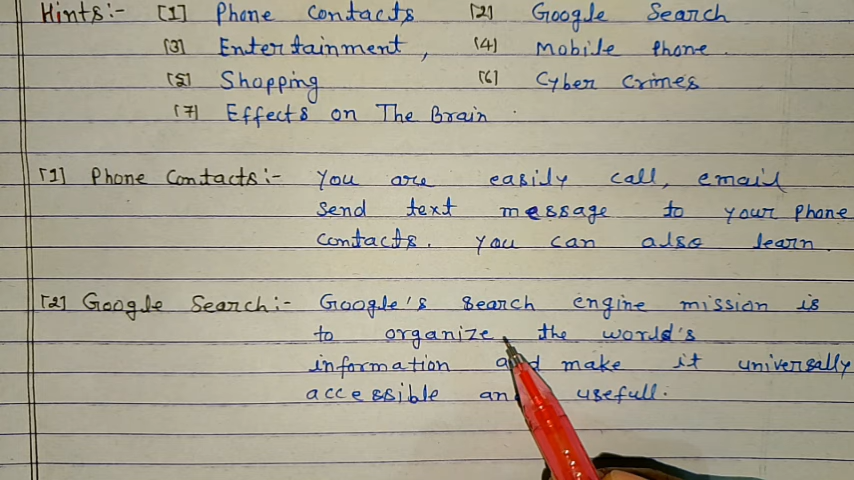 Hints:- [1] Phone Contacts [2] Google Search
[3] Entertainment, [4] Mobile Phone.
[5] Shopping [6] Cyber Crimes
[7] Effects on The Brain
[1] Phone Contacts:- You are easily call, email
send text message to your Phone
contacts. You can also learn.
[2] Google Search:- Google's search engine mission is
to organize the world's
information and make it universally
accessible and usefull.